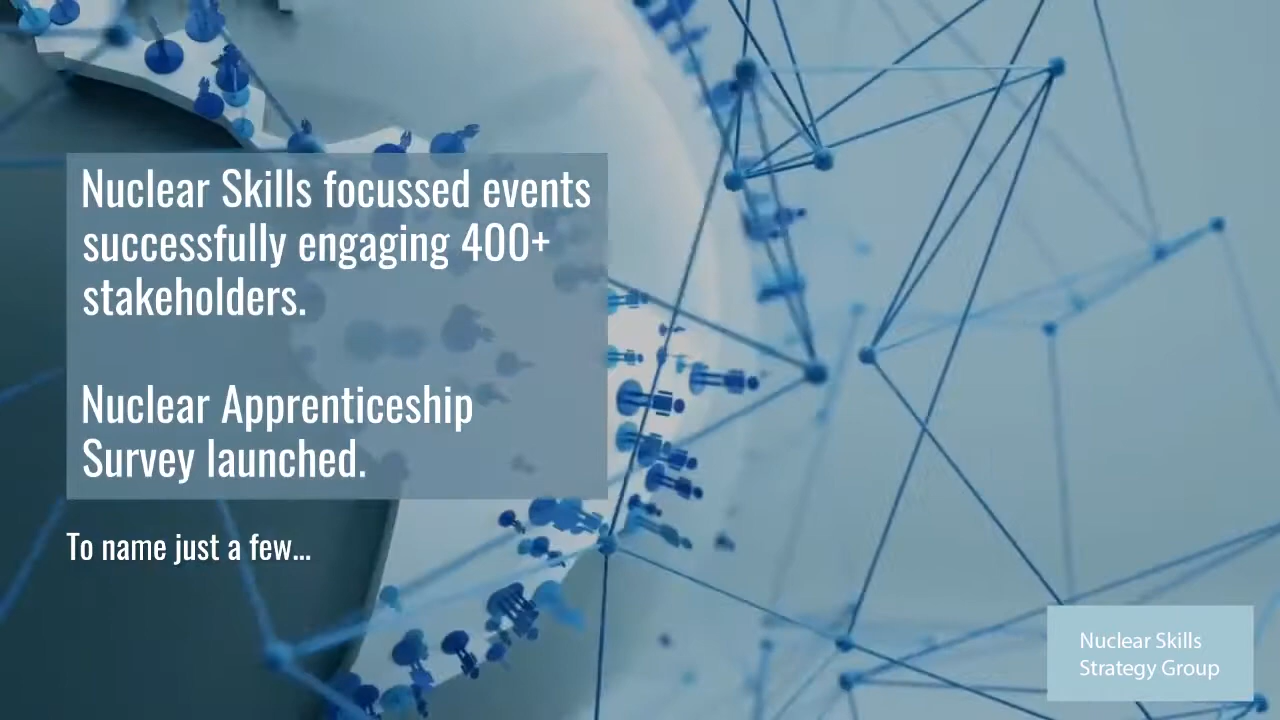 Nuclear Skills focussed events
successfully engaging 400+
stakeholders.
Nuclear Apprenticeship
Survey launched.
To name just a few...
Nuclear Skills
Strategy Group